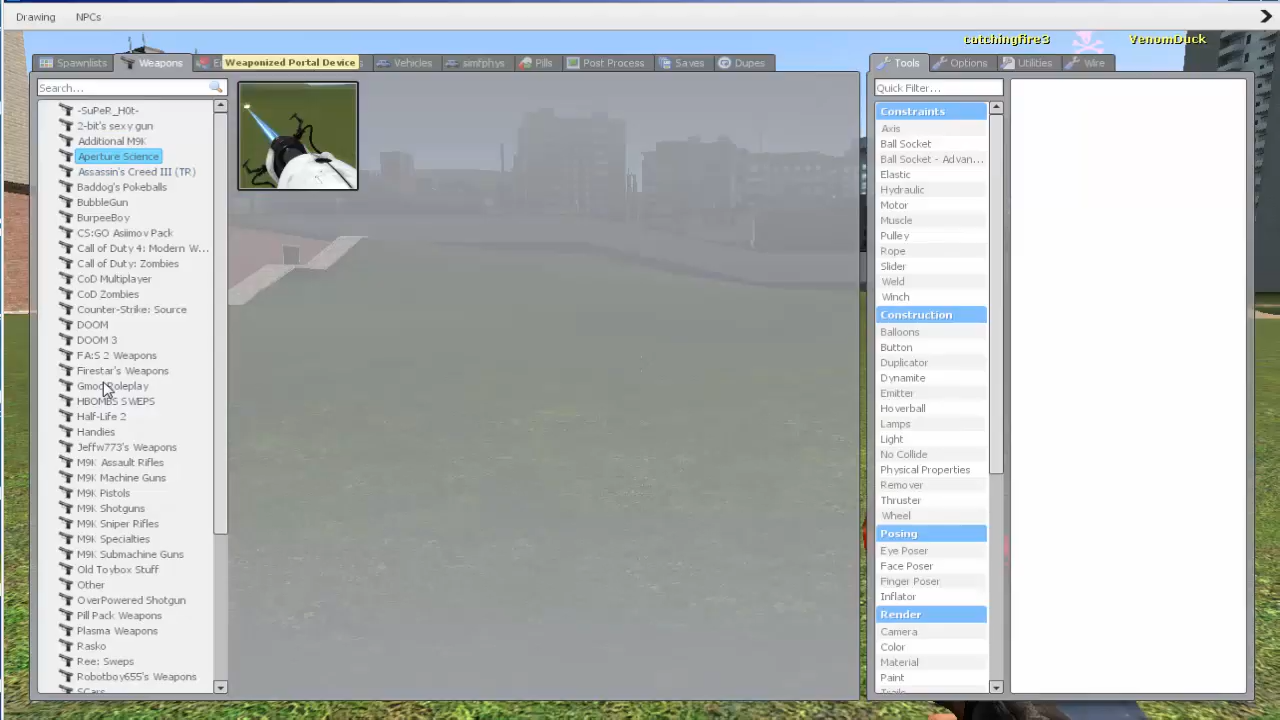 Drawing NPCs
cutchingfire3 VenomDuck
Spawnlists Weapons Weaponized Portal Device Vehicles simfphys Pills Post Process Saves Dupes
Tools Options Utilities Wire
Search...
Quick Filter...
-SuPeR_H0t-
2-bit's sexy gun
Additional M9K
Aperture Science
Assassin's Creed III (TR)
Baddog's Pokeballs
BubbleGun
BurpeeBoy
CS:GO Asiimov Pack
Call of Duty 4: Modern W...
Call of Duty: Zombies
CoD Multiplayer
CoD Zombies
Counter-Strike: Source
DOOM
DOOM 3
FA:S 2 Weapons
Firestar's Weapons
Gmod Roleplay
HBOMBS SWEPS
Half-Life 2
Handies
Jeffw773's Weapons
M9K Assault Rifles
M9K Machine Guns
M9K Pistols
M9K Shotguns
M9K Sniper Rifles
M9K Specialties
M9K Submachine Guns
Old Toybox Stuff
Other
OverPowered Shotgun
Pill Pack Weapons
Plasma Weapons
Rasko
Ree: Sweps
Robotboy655's Weapons
SCars
Constraints
Axis
Ball Socket
Ball Socket - Advan...
Elastic
Hydraulic
Motor
Muscle
Pulley
Rope
Slider
Weld
Winch
Construction
Balloons
Button
Duplicator
Dynamite
Emitter
Hoverball
Lamps
Light
No Collide
Physical Properties
Remover
Thruster
Wheel
Posing
Eye Poser
Face Poser
Finger Poser
Inflator
Render
Camera
Color
Material
Paint
Trails